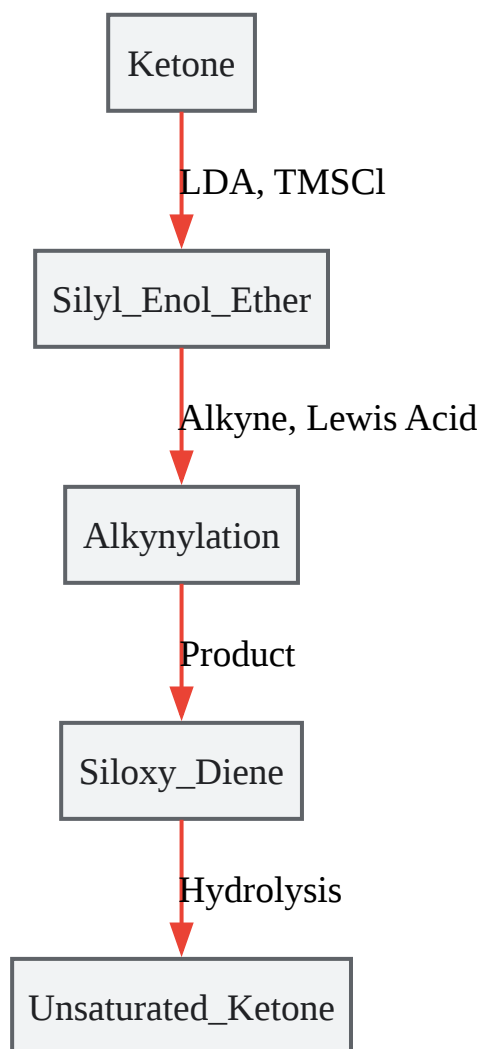 Ketone
LDA, TMSCl
Silyl_Enol_Ether
Alkyne, Lewis Acid
Alkynylation
Product
Siloxy_Diene
Hydrolysis
Unsaturated_Ketone